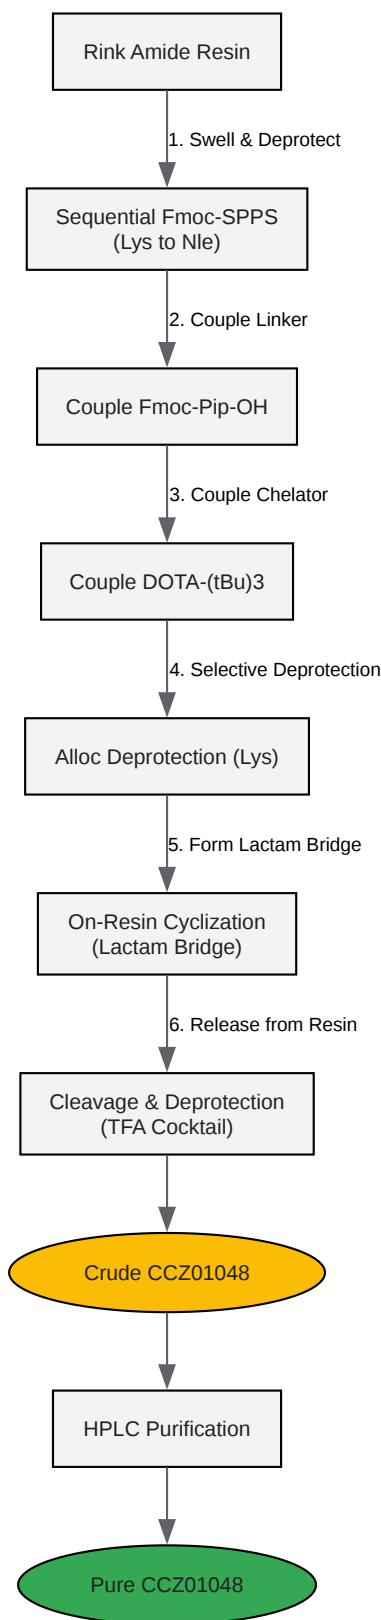 Rink Amide Resin
1. Swell & Deprotect
Sequential Fmoc-SPPS
(Lys to Nle)
2. Couple Linker
Couple Fmoc-Pip-OH
3. Couple Chelator
Couple DOTA-(tBu)3
4. Selective Deprotection
Alloc Deprotection (Lys)
5. Form Lactam Bridge
On-Resin Cyclization
(Lactam Bridge)
6. Release from Resin
Cleavage & Deprotection
(TFA Cocktail)
Crude CCZ01048
HPLC Purification
Pure CCZ01048